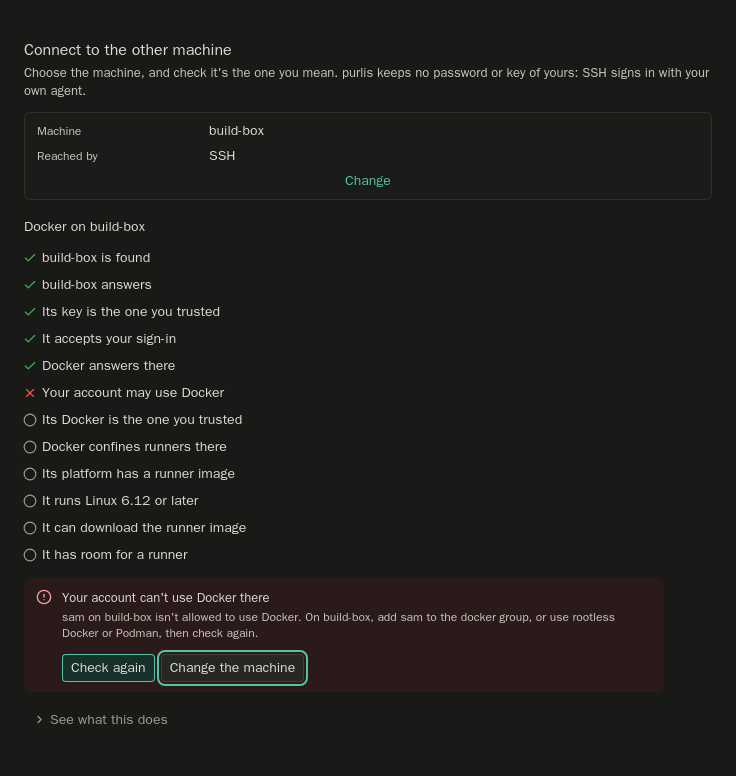 Connect to the other machine
Choose the machine, and check it's the one you mean. purlis keeps no password or key of yours: SSH signs in with your
own agent.
Machine build-box
Reached by SSH
Change
Docker on build-box
build-box is found
build-box answers
Its key is the one you trusted
It accepts your sign-in
Docker answers there
Your account may use Docker
Its Docker is the one you trusted
Docker confines runners there
Its platform has a runner image
It runs Linux 6.12 or later
It can download the runner image
It has room for a runner
Your account can't use Docker there
sam on build-box isn't allowed to use Docker. On build-box, add sam to the docker group, or use rootless
Docker or Podman, then check again.
Check again Change the machine
See what this does